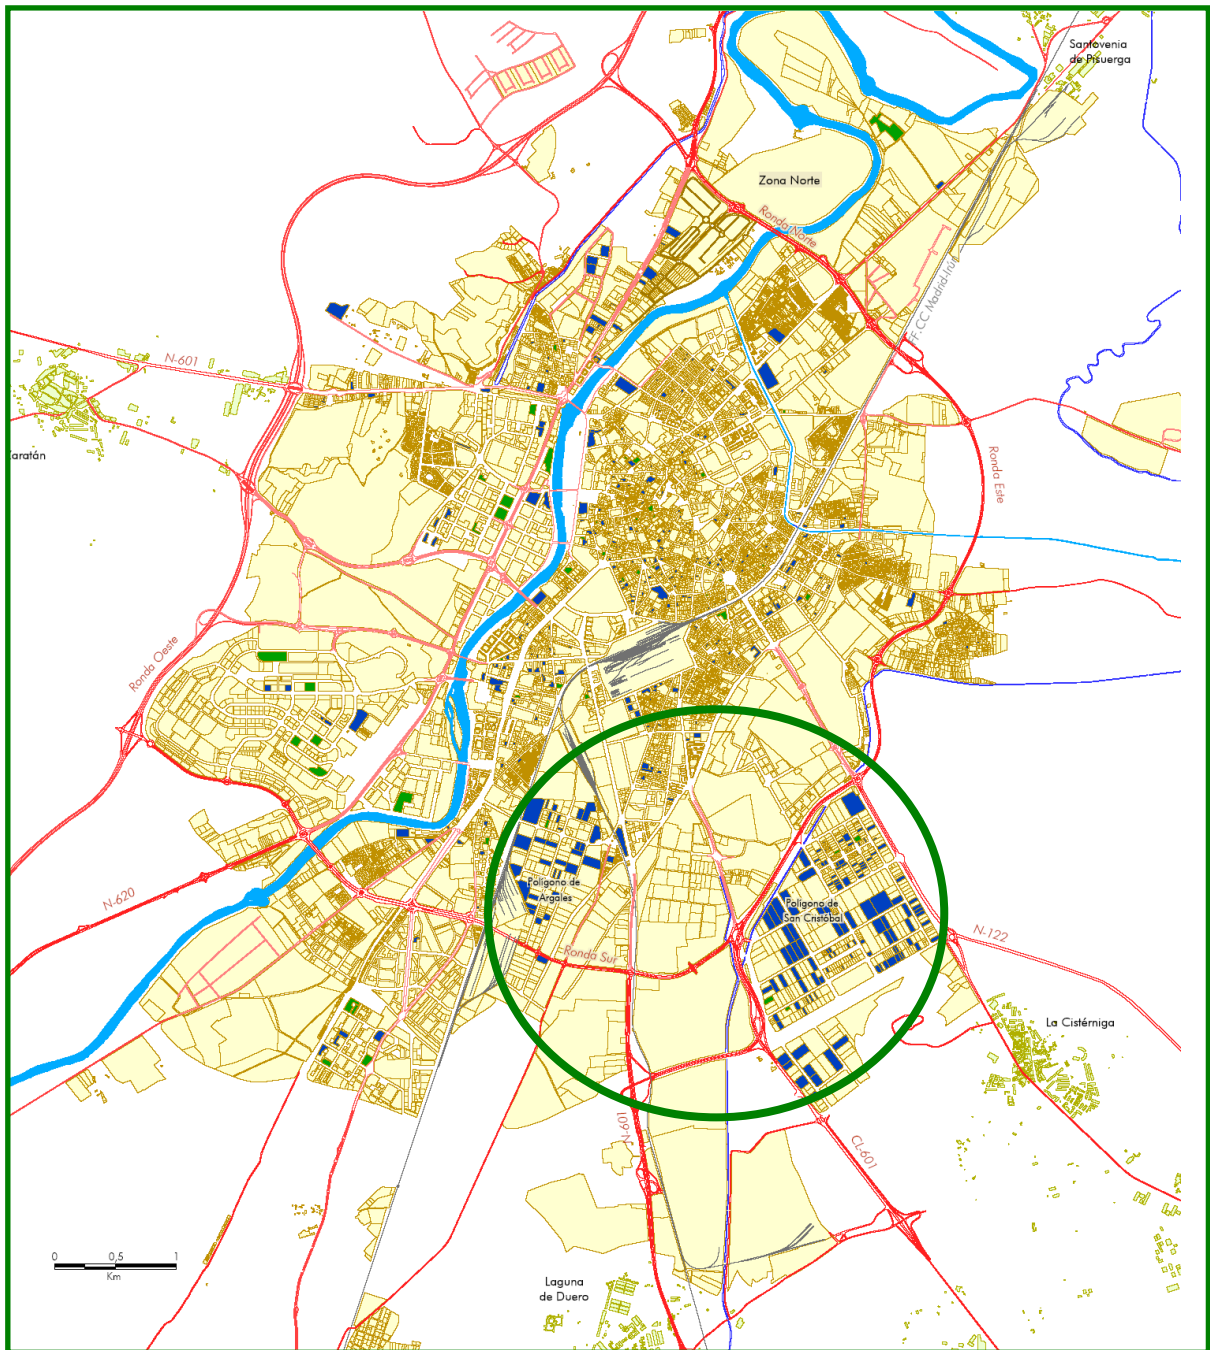 Santovenia
de Pisuerga
Zona Norte
Ronda Norte
FF.CC Madrid-Irún
N-601
Zaratán
Ronda Este
Ronda Oeste
Polígono de
Argales
Polígono de
San Cristóbal
N-620
Ronda Sur
N-122
La Cistérniga
N-601
CL-601
0 0,5 1
Km
Laguna
de Duero